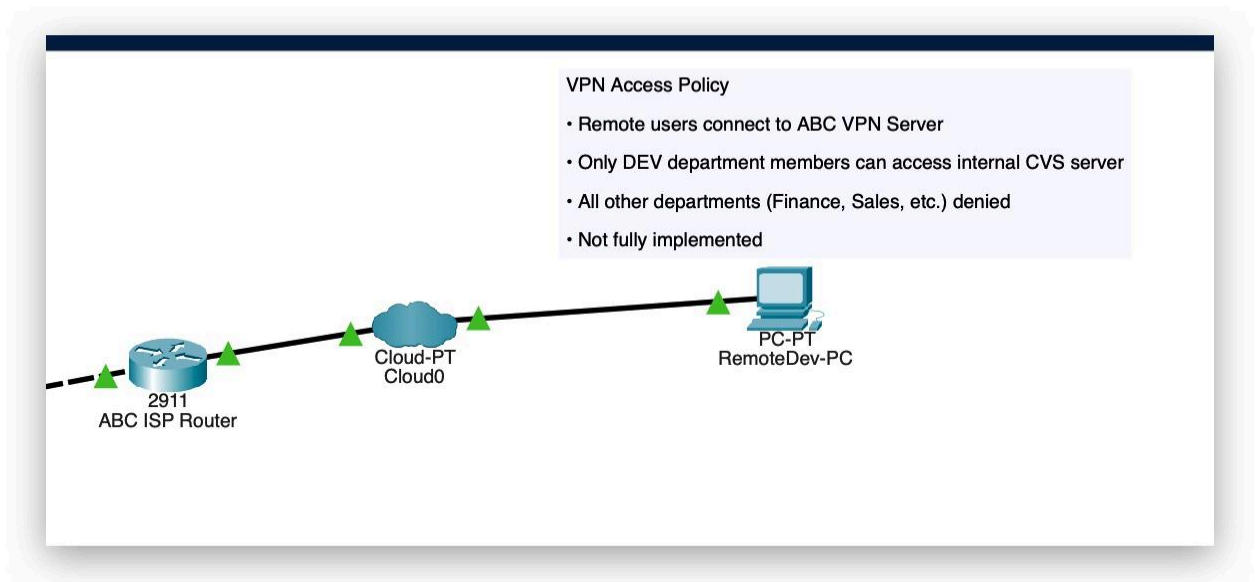 VPN Access Policy
• Remote users connect to ABC VPN Server
• Only DEV department members can access internal CVS server
• All other departments (Finance, Sales, etc.) denied
• Not fully implemented
PC-PT
RemoteDev-PC
Cloud-PT
Cloud0
2911
ABC ISP Router